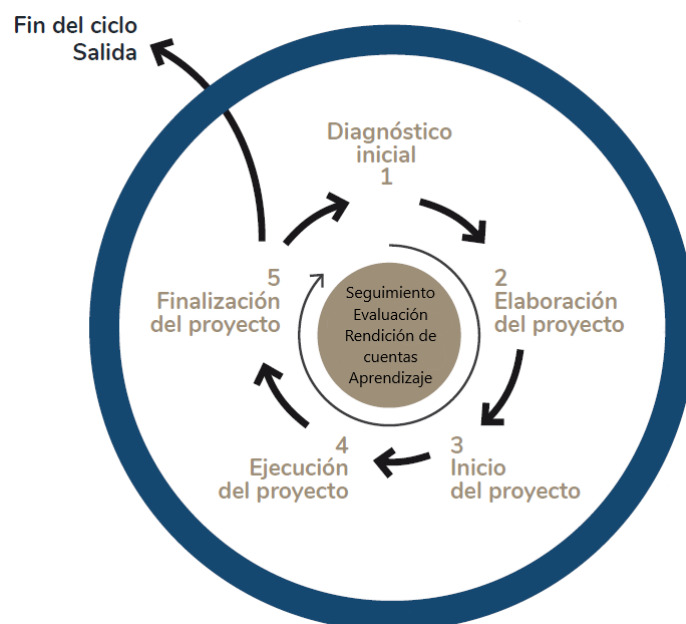 Fin del ciclo
Salida
Diagnóstico
inicial
1
2
Elaboración
del proyecto
3
Inicio
del proyecto
4
Ejecución
del proyecto
5
Finalización
del proyecto
Seguimiento
Evaluación
Rendición de
cuentas
Aprendizaje